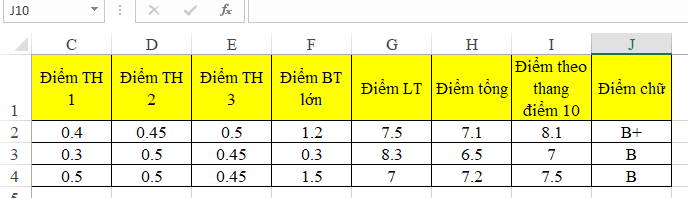 J10 fx
C D E F G H I J
1 Điểm TH 1 Điểm TH 2 Điểm TH 3 Điểm BT lớn Điểm LT Điểm tổng Điểm theo thang điểm 10 Điểm chữ
2 0.4 0.45 0.5 1.2 7.5 7.1 8.1 B+
3 0.3 0.5 0.45 0.3 8.3 6.5 7 B
4 0.5 0.5 0.45 1.5 7 7.2 7.5 B